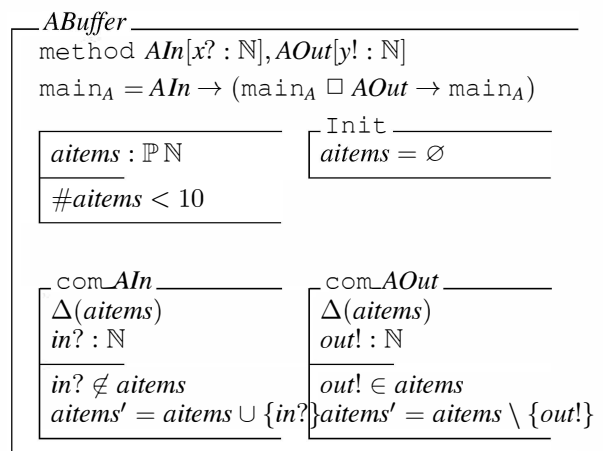 ABuffer
method AIn[x? : ℕ], AOut[y! : ℕ]
main_A = AIn → (main_A □ AOut → main_A)
aitems : ℙ ℕ
#aitems < 10
Init
aitems = ∅
com_AIn
Δ(aitems)
in? : ℕ
in? ∉ aitems
aitems′ = aitems ∪ {in?}
com_AOut
Δ(aitems)
out! : ℕ
out! ∈ aitems
aitems′ = aitems \ {out!}